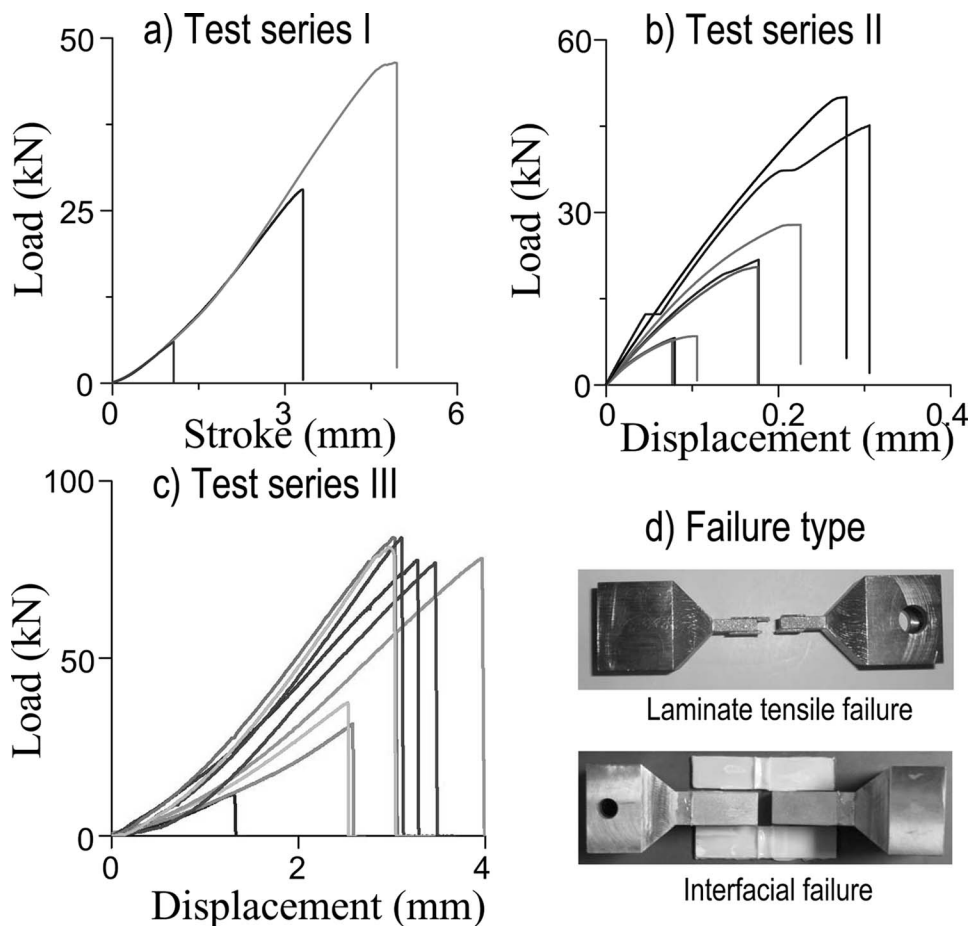 a) Test series I
50
25
0
Load (kN)
0
3
6
Stroke (mm)
b) Test series II
60
30
0
Load (kN)
0
0.2
0.4
Displacement (mm)
c) Test series III
100
50
0
Load (kN)
0
2
4
Displacement (mm)
d) Failure type
Laminate tensile failure
Interfacial failure